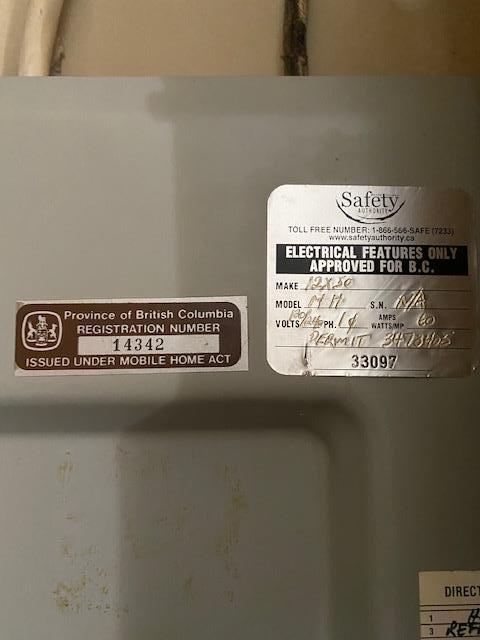 Safety
AUTHORITY
TOLL FREE NUMBER: 1-866-566-SAFE (7233)
www.safetyauthority.ca
ELECTRICAL FEATURES ONLY
APPROVED FOR B.C.
MAKE 12X50
MODEL MH S.N. N/A
VOLTS 120/240 PH. 1φ AMPS WATTS/HP 60
PERMIT
33097
Province of British Columbia
REGISTRATION NUMBER
14342
ISSUED UNDER MOBILE HOME ACT
DIRECT
1
3 REF